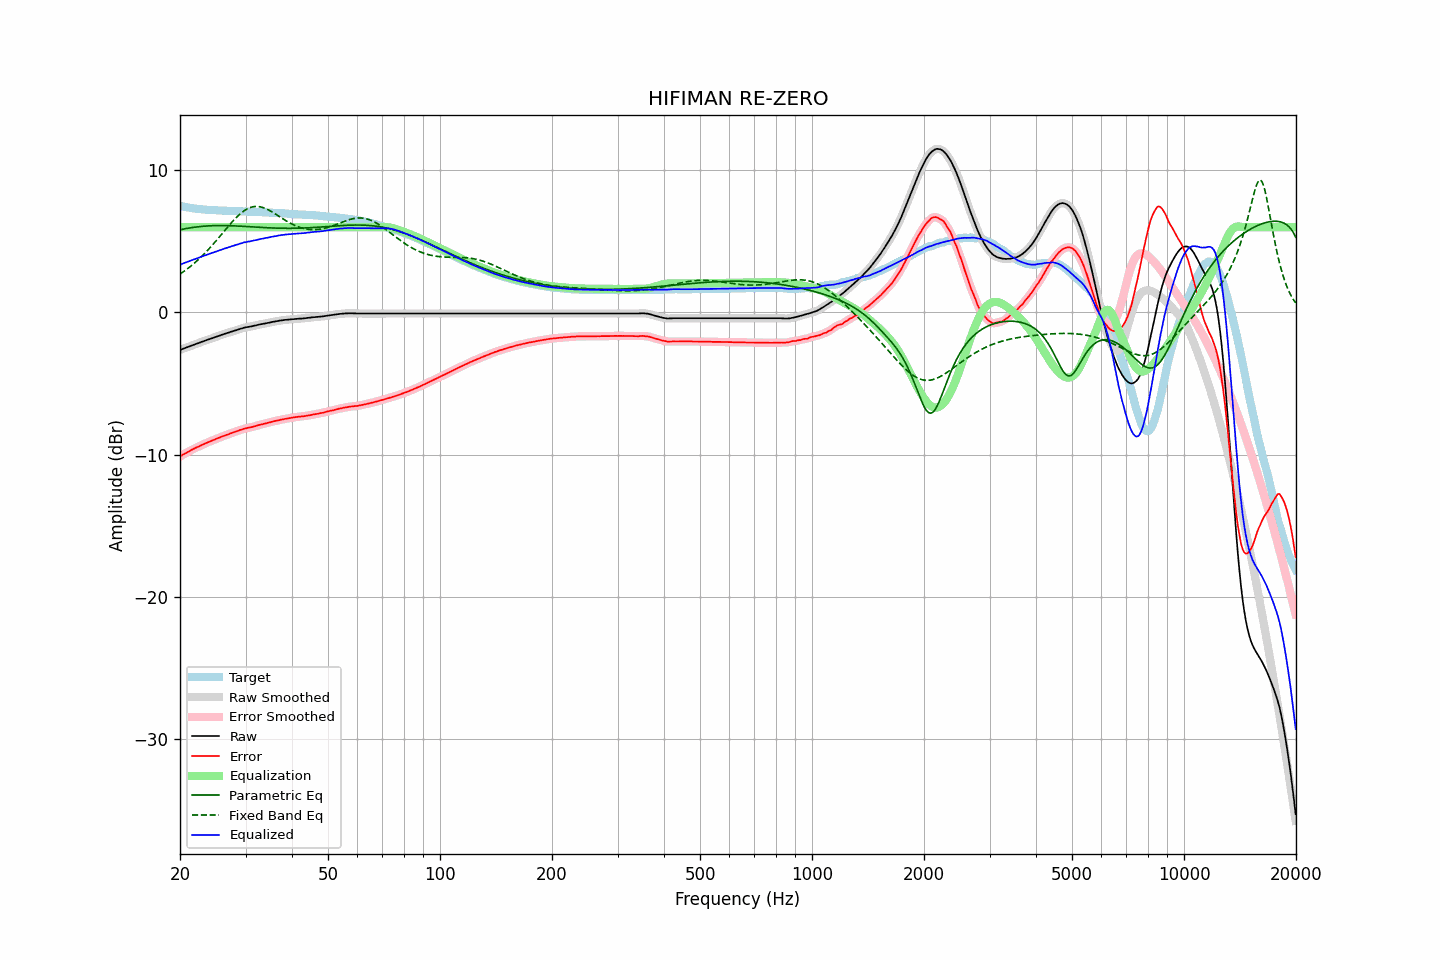 HIFIMAN RE-ZERO
10
0
−10
−20
−30
Amplitude (dBr)
Target
Raw Smoothed
Error Smoothed
Raw
Error
Equalization
Parametric Eq
Fixed Band Eq
Equalized
20 50 100 200 500 1000 2000 5000 10000 20000
Frequency (Hz)